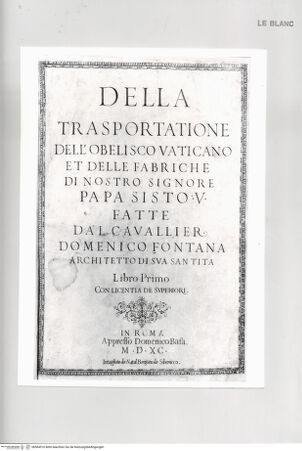 LE BLANC
DELLA
TRASPORTATIONE
DELL'OBELISCO VATICANO
ET DELLE FABRICHE
DI NOSTRO SIGNORE
PAPA SISTO·V·
FATTE
DAL CAVALLIER
DOMENICO FONTANA
ARCHITETTO DI SVA SANTITA
Libro Primo
CON LICENTIA DE SVPERIORI.
IN ROMA
Appresso Domenico Basa
M·D·XC·